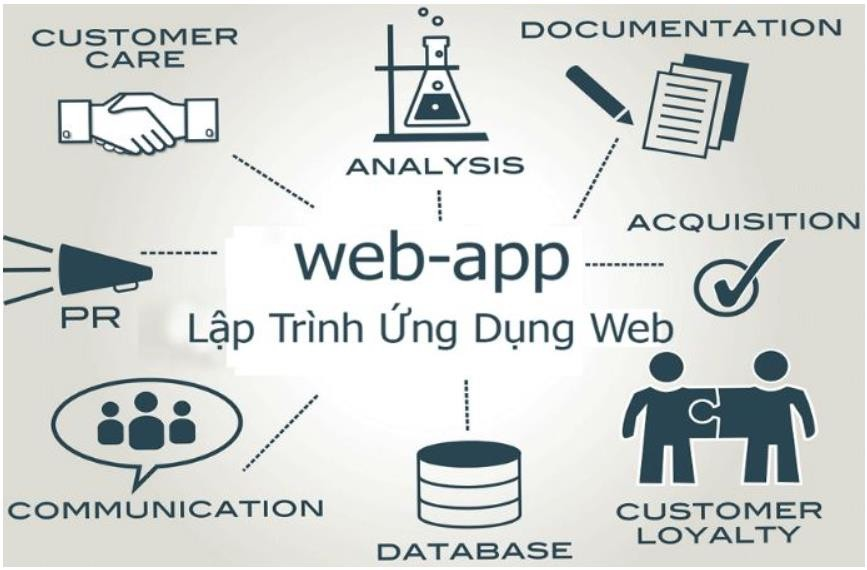 CUSTOMER
CARE
ANALYSIS
DOCUMENTATION
ACQUISITION
web-app
Lập Trình Ứng Dụng Web
PR
COMMUNICATION
DATABASE
CUSTOMER
LOYALTY